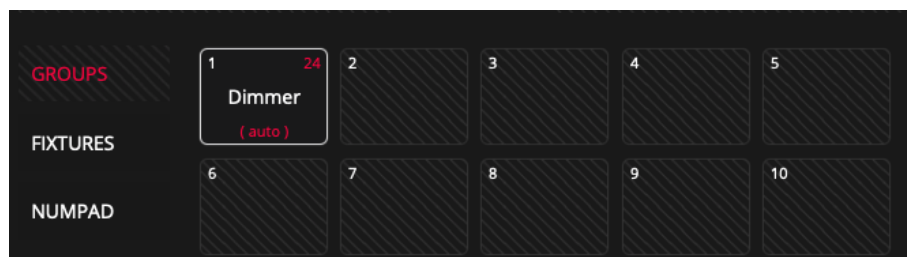 GROUPS
FIXTURES
NUMPAD
1 24
Dimmer
( auto )
2
3
4
5
6
7
8
9
10